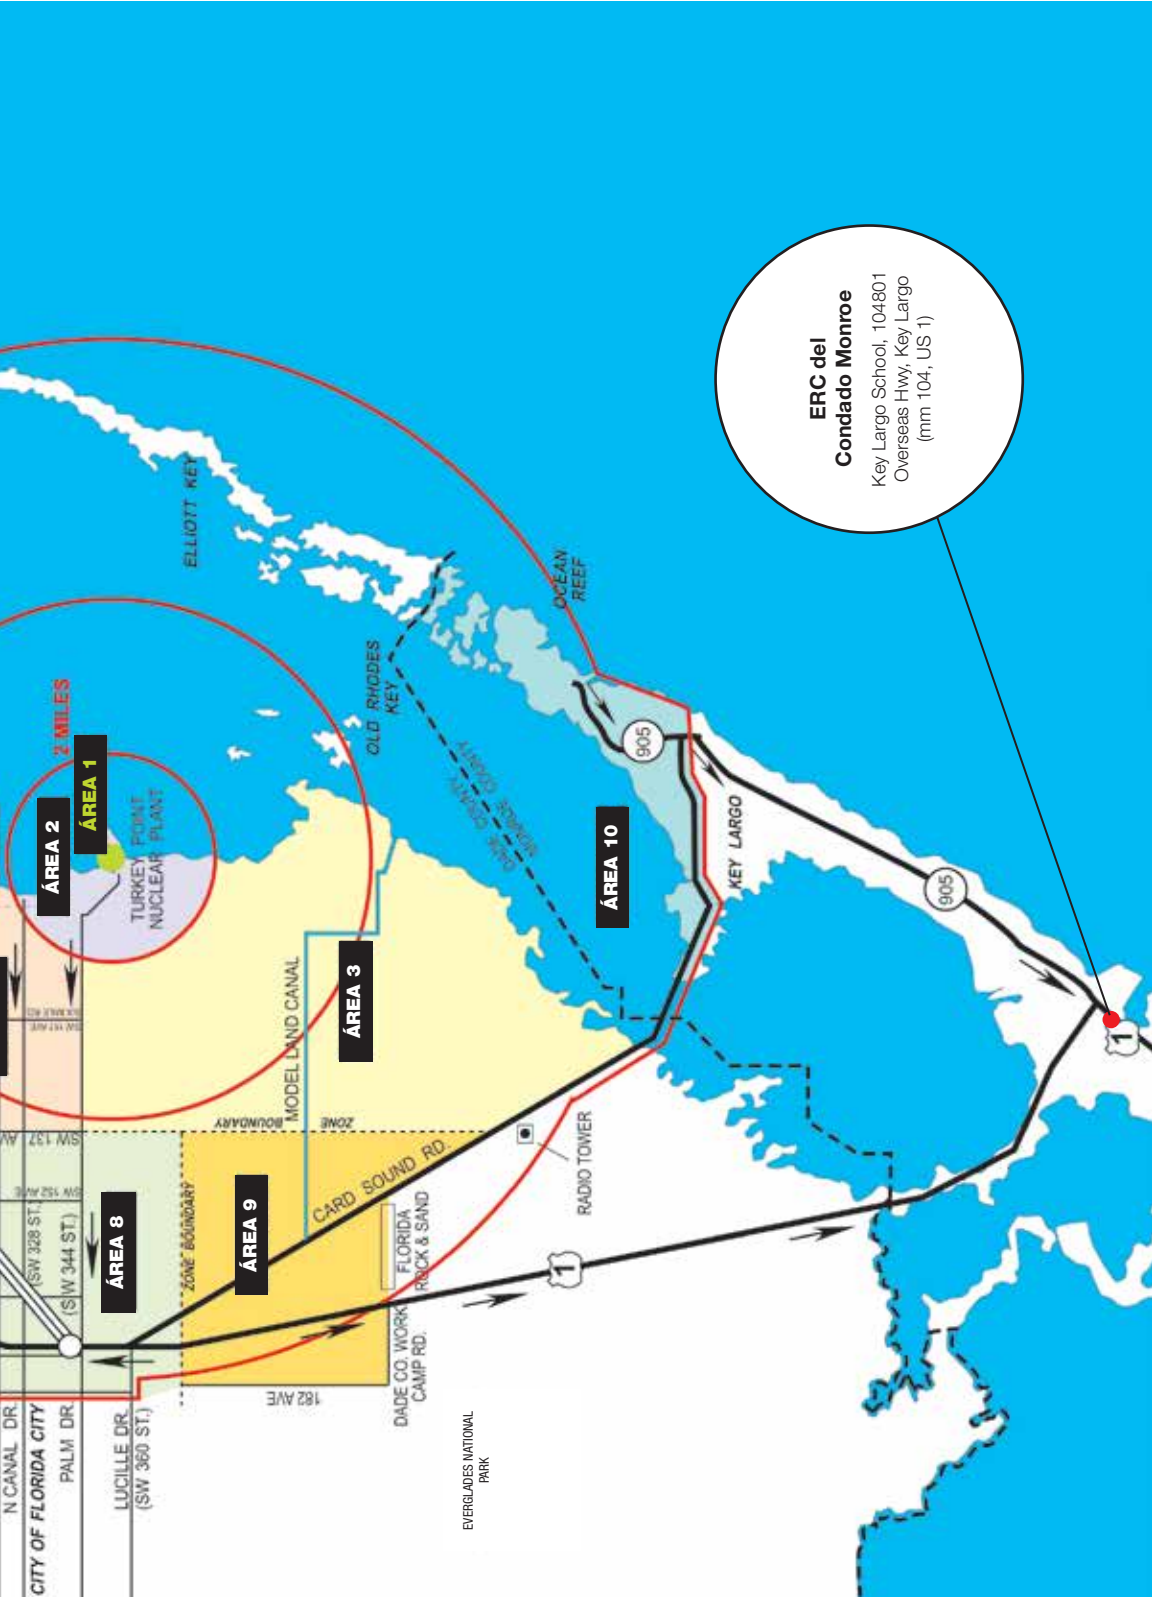 ERC del
Condado Monroe
Key Largo School, 104801
Overseas Hwy, Key Largo
(mm 104, US 1)
ELLIOTT KEY
OCEAN
REEF
OLD RHODES
KEY
2 MILES
ÁREA 1
ÁREA 2
TURKEY POINT
NUCLEAR PLANT
DADE COUNTY
MONROE COUNTY
905
ÁREA 10
KEY LARGO
905
1
MODEL LAND CANAL
ÁREA 3
ZONE BOUNDARY
SW 137 AV
SW 152 AVE
SW 117 AVE
(SW 328 ST.)
(SW 344 ST.)
ÁREA 8
ZONE BOUNDARY
ÁREA 9
CARD SOUND RD.
FLORIDA
ROCK & SAND
RADIO TOWER
1
DADE CO. WORK
CAMP RD.
182 AVE
N CANAL DR.
CITY OF FLORIDA CITY
PALM DR.
LUCILLE DR.
(SW 360 ST.)
EVERGLADES NATIONAL
PARK